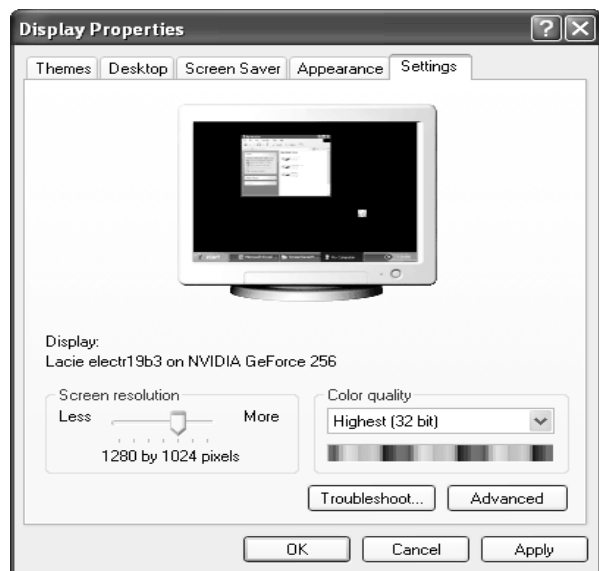 Display Properties
Themes Desktop Screen Saver Appearance Settings
Display:
Lacie electr19b3 on NVIDIA GeForce 256
Screen resolution
Less More
1280 by 1024 pixels
Color quality
Highest (32 bit)
Troubleshoot... Advanced
OK Cancel Apply